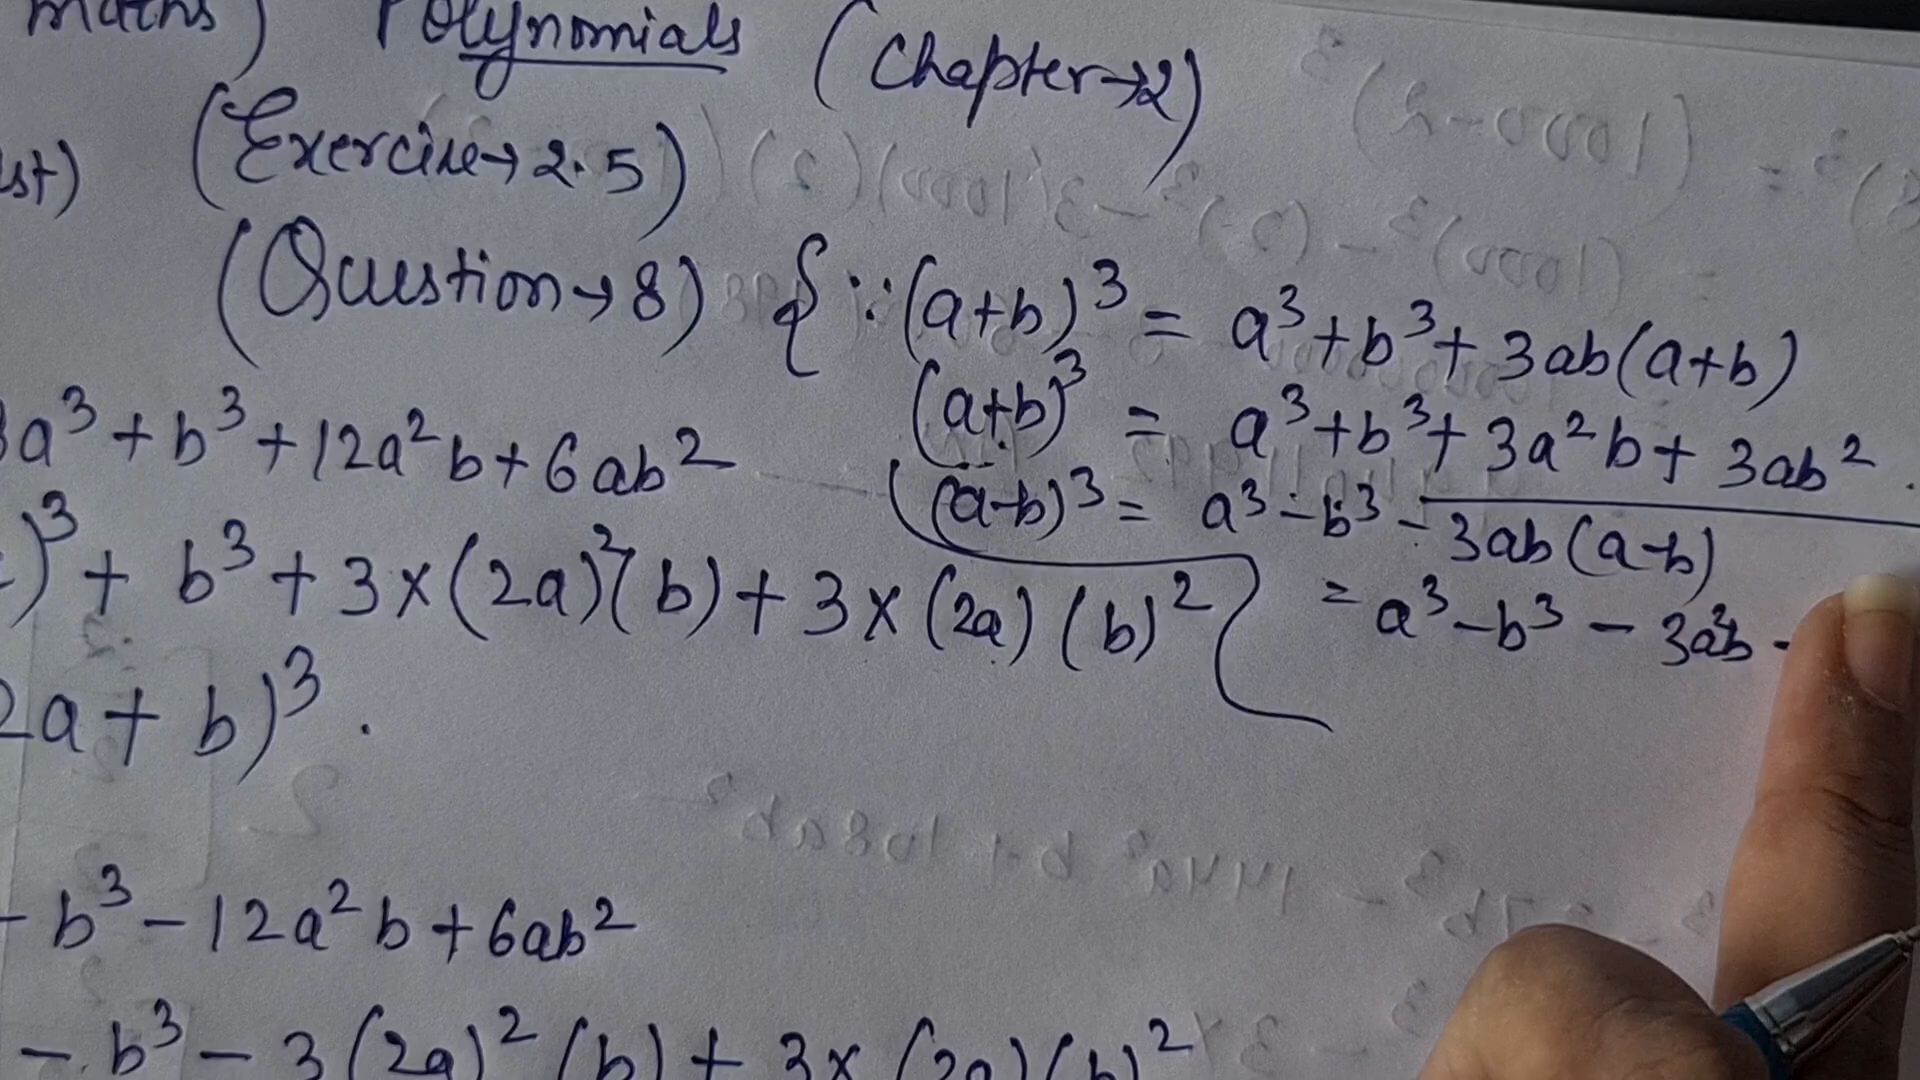 maths) Polynomials (Chapter→2)
(Exercise→2.5)
(Question→8) {∵(a+b)³ = a³+b³+3ab(a+b)
(a+b)³ = a³+b³+3a²b+3ab².
a³+b³+12a²b+6ab²
(a-b)³ = a³-b³-3ab(a-b)
)³ + b³+3×(2a)²(b)+3×(2a)(b)²
= a³-b³-3a²b-
2a+b)³.
-b³-12a²b+6ab²
-b³-3(2a)²(b)+3×(2a)(b)²